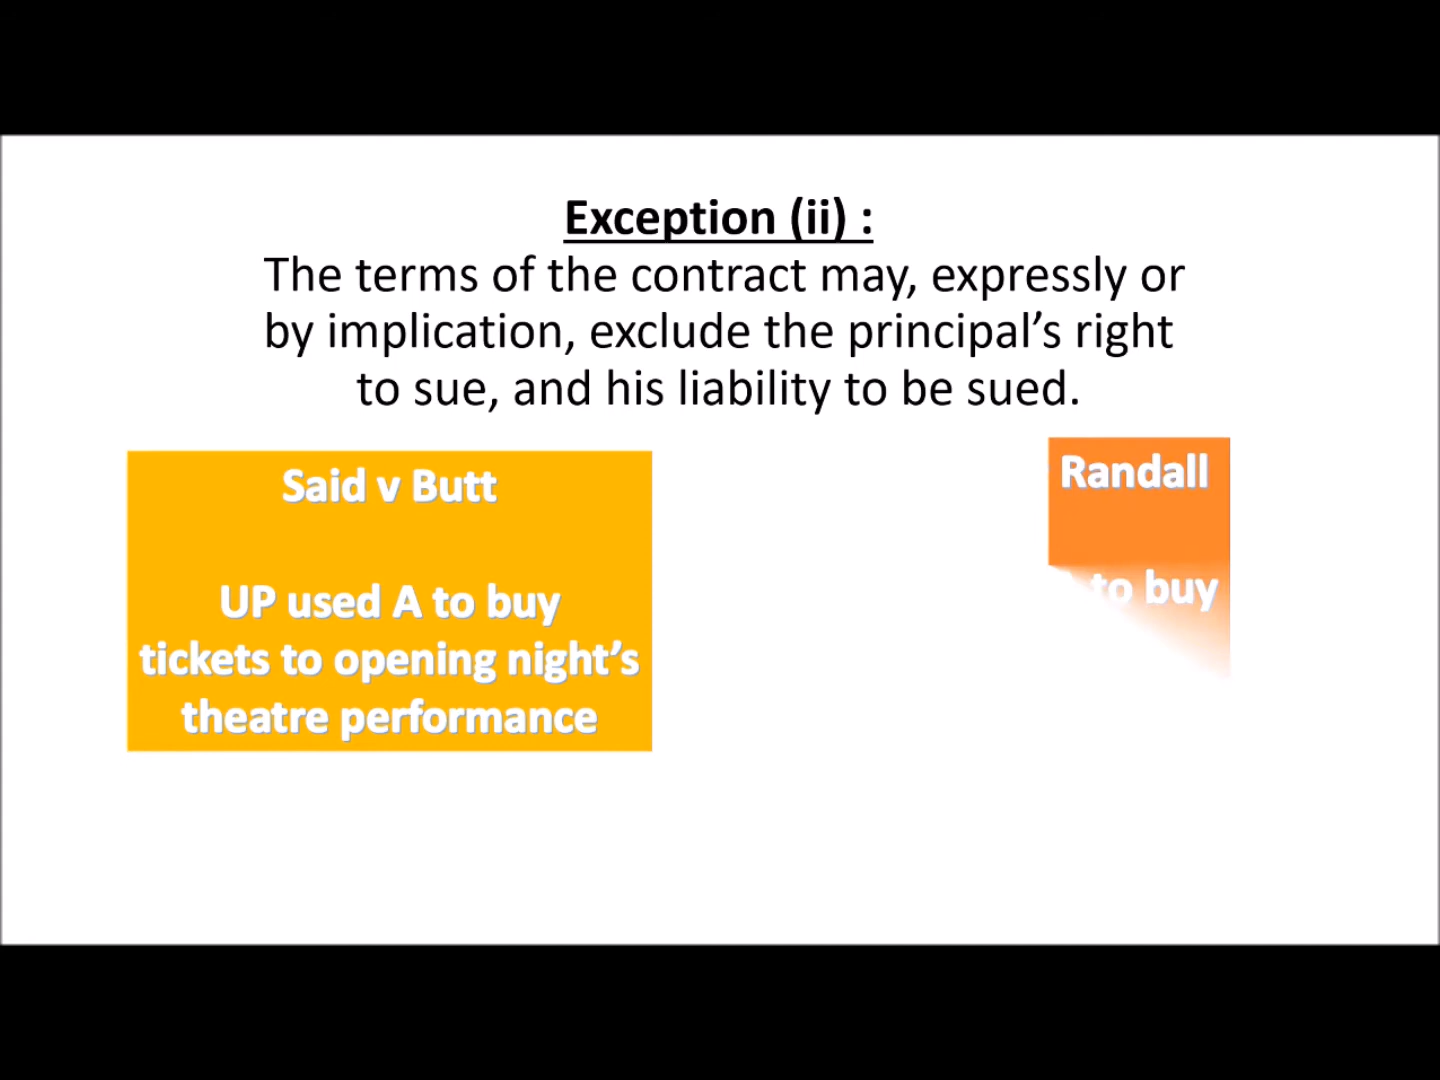 Exception (ii) :
The terms of the contract may, expressly or
by implication, exclude the principal’s right
to sue, and his liability to be sued.
Said v Butt
UP used A to buy
tickets to opening night’s
theatre performance
Randall
to buy